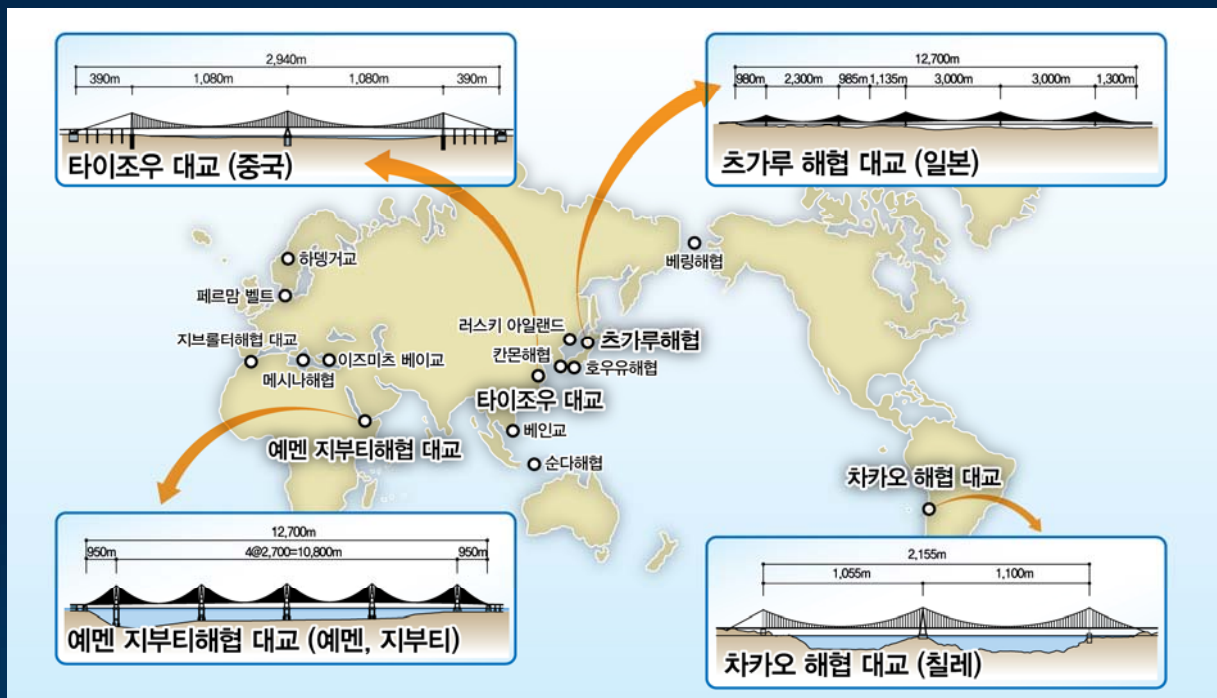 2,940m
390m 1,080m 1,080m 390m
타이조우 대교 (중국)
12,700m
980m 2,300m 985m 1,135m 3,000m 3,000m 1,300m
츠가루 해협 대교 (일본)
하뎅거교
페르맘 벨트
지브롤터해협 대교
메시나해협
이즈미츠 베이교
베링해협
러스키 아일랜드
츠가루해협
칸몬해협
호우유해협
타이조우 대교
예멘 지부티해협 대교
베인교
순다해협
차카오 해협 대교
12,700m
950m 4@2,700=10,800m 950m
예멘 지부티해협 대교 (예멘, 지부티)
2,155m
1,055m 1,100m
차카오 해협 대교 (칠레)